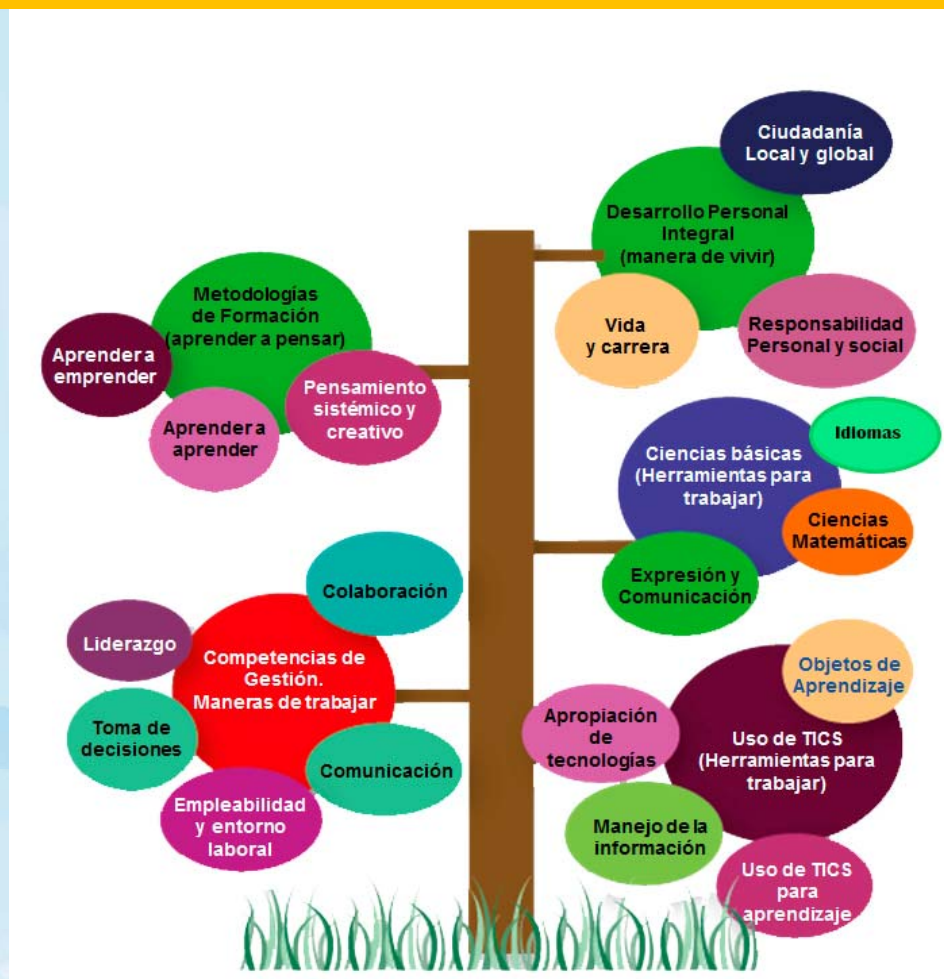 Ciudadanía
Local y global
Desarrollo Personal
Integral
(manera de vivir)
Vida
y carrera
Responsabilidad
Personal y social
Metodologías
de Formación
(aprender a pensar)
Aprender a
emprender
Aprender a
aprender
Pensamiento
sistémico y
creativo
Ciencias básicas
(Herramientas para
trabajar)
Idiomas
Ciencias
Matemáticas
Expresión y
Comunicación
Colaboración
Liderazgo
Competencias de
Gestión.
Maneras de trabajar
Toma de
decisiones
Comunicación
Empleabilidad
y entorno
laboral
Objetos de
Aprendizaje
Apropiación
de
tecnologías
Uso de TICS
(Herramientas para
trabajar)
Manejo de la
información
Uso de TICS
para
aprendizaje